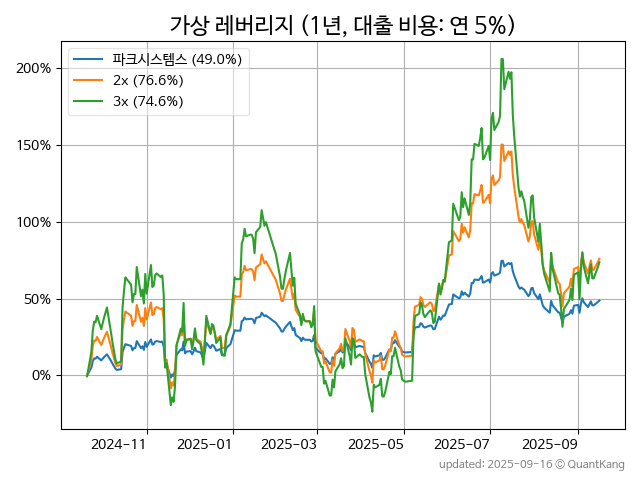 가상 레버리지 (1년, 대출 비용: 연 5%)
파크시스템스 (49.0%)
2x (76.6%)
3x (74.6%)
200%
150%
100%
50%
0%
2024-11 2025-01 2025-03 2025-05 2025-07 2025-09
updated: 2025-09-16 © QuantKang